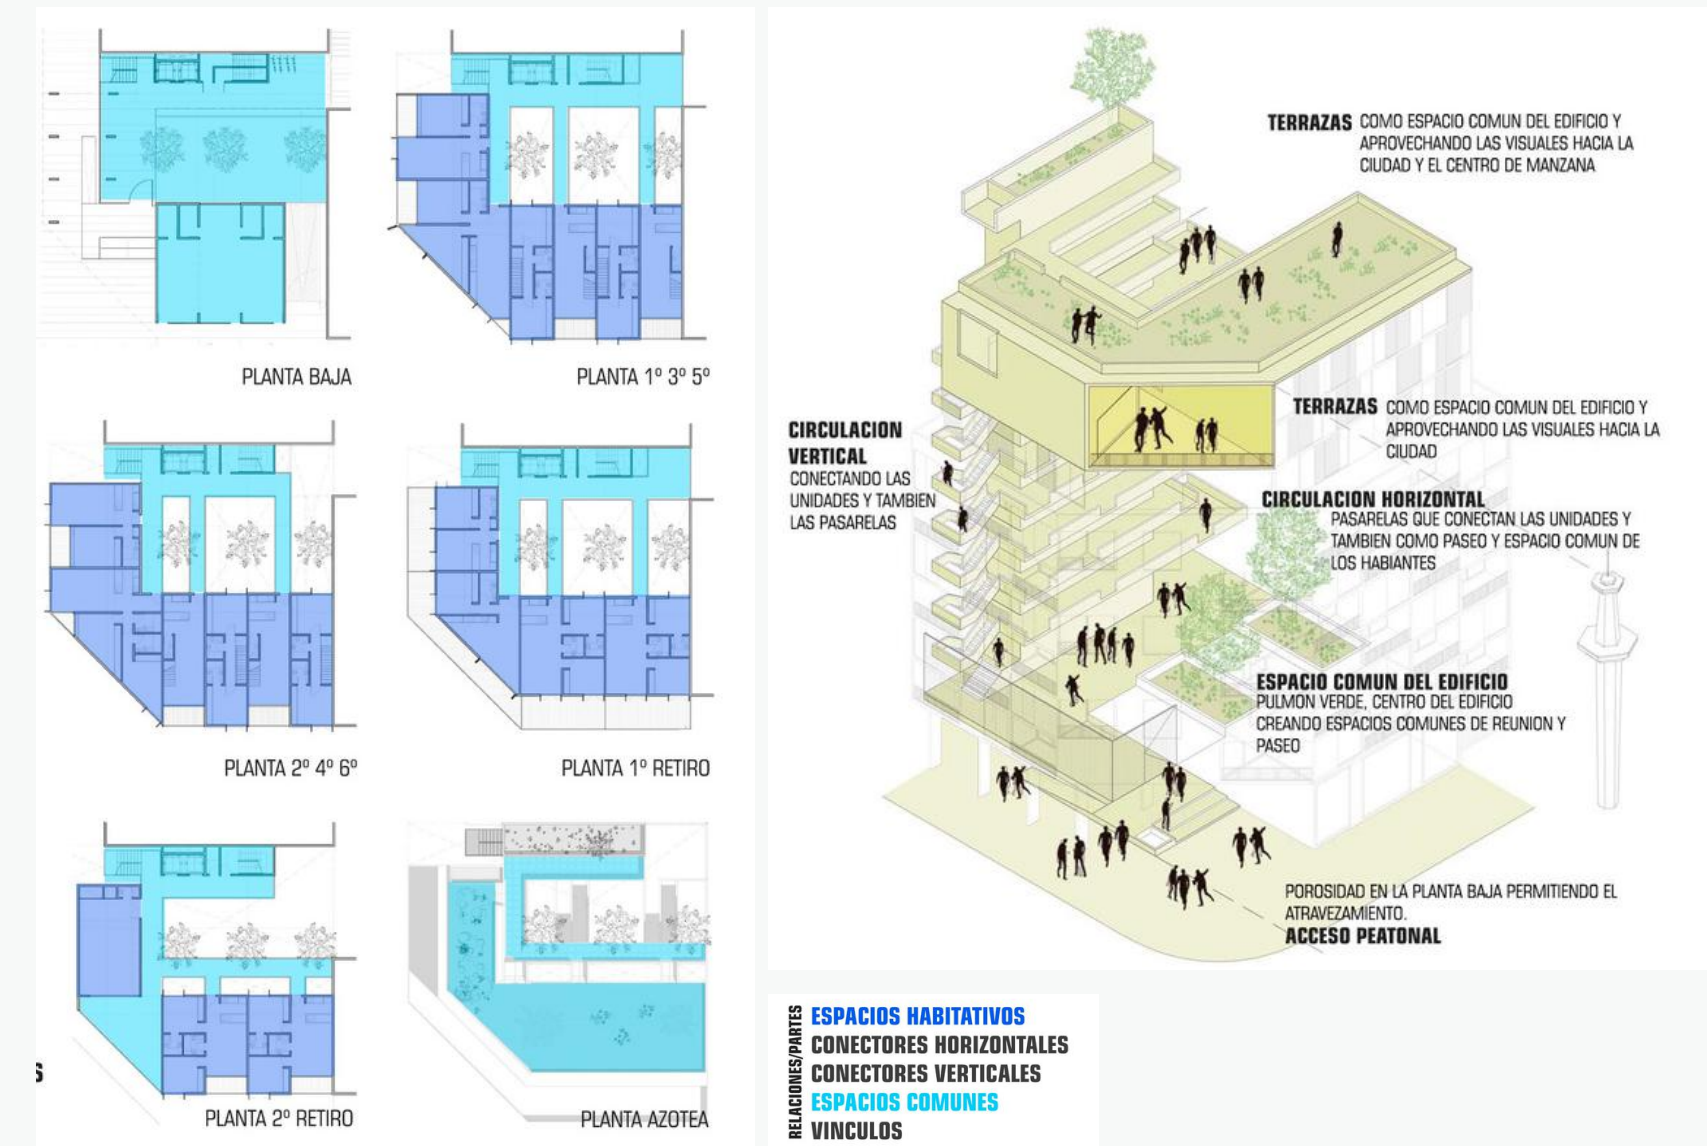 PLANTA BAJA
PLANTA 1º 3º 5º
PLANTA 2º 4º 6º
PLANTA 1º RETIRO
PLANTA 2º RETIRO
PLANTA AZOTEA
S
TERRAZAS COMO ESPACIO COMUN DEL EDIFICIO Y
APROVECHANDO LAS VISUALES HACIA LA
CIUDAD Y EL CENTRO DE MANZANA
TERRAZAS COMO ESPACIO COMUN DEL EDIFICIO Y
APROVECHANDO LAS VISUALES HACIA LA
CIUDAD
CIRCULACION
VERTICAL
CONECTANDO LAS
UNIDADES Y TAMBIEN
LAS PASARELAS
CIRCULACION HORIZONTAL
PASARELAS QUE CONECTAN LAS UNIDADES Y
TAMBIEN COMO PASEO Y ESPACIO COMUN DE
LOS HABIANTES
ESPACIO COMUN DEL EDIFICIO
PULMON VERDE, CENTRO DEL EDIFICIO
CREANDO ESPACIOS COMUNES DE REUNION Y
PASEO
POROSIDAD EN LA PLANTA BAJA PERMITIENDO EL
ATRAVEZAMIENTO.
ACCESO PEATONAL
RELACIONES/PARTES
ESPACIOS HABITATIVOS
CONECTORES HORIZONTALES
CONECTORES VERTICALES
ESPACIOS COMUNES
VINCULOS